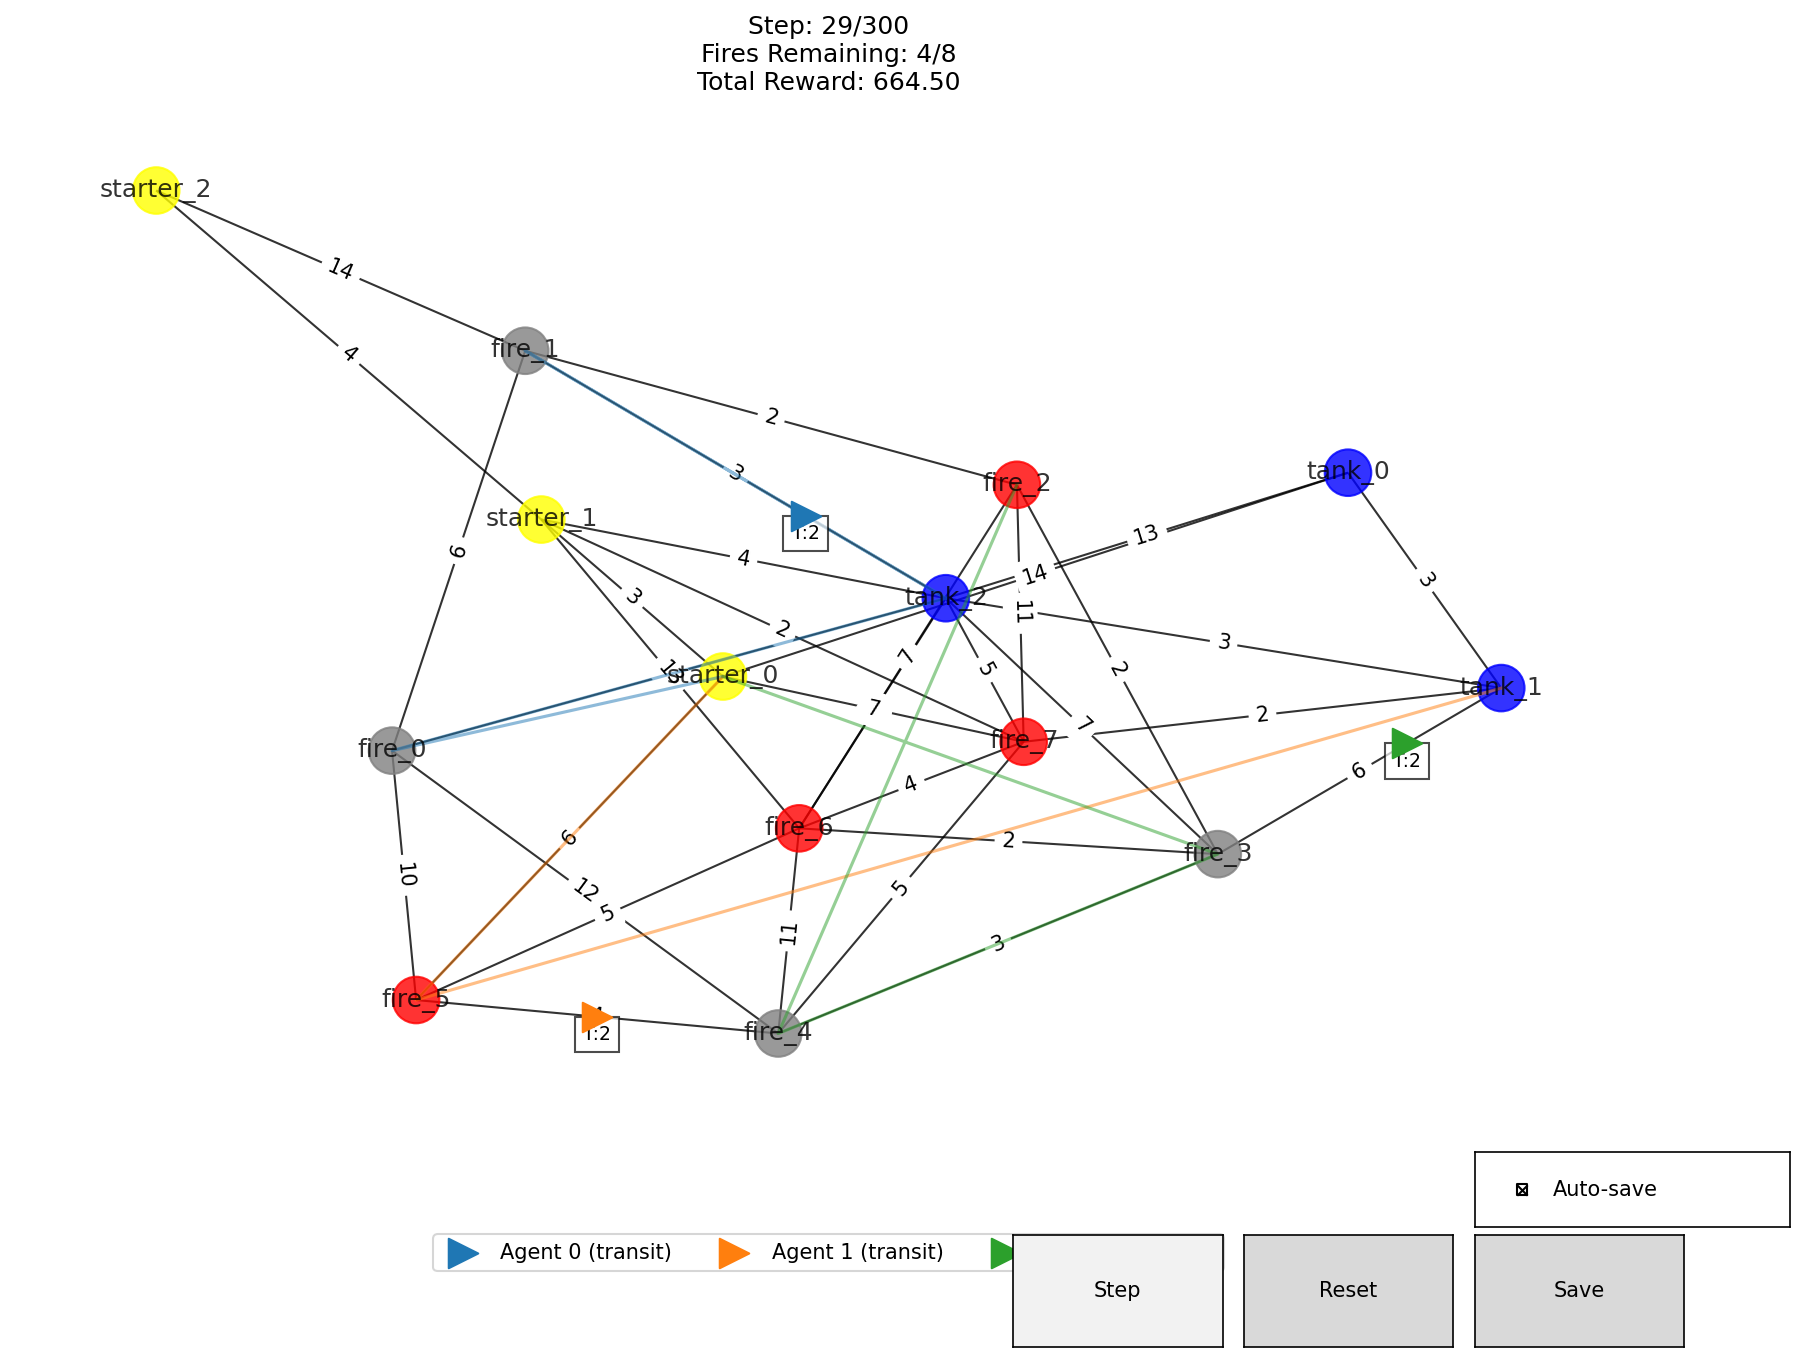 Step: 29/300
Fires Remaining: 4/8
Total Reward: 664.50
starter_2
14
4
fire_1
2
3
fire_2
tank_0
starter_1
T:2
13
9
4
14
3
3
11
tank_2
2
7
3
5
2
starter_0
tank_1
7
2
7
fire_0
fire_7
T:2
6
4
fire_6
6
2
fire_3
10
12
5
5
11
3
fire_5
T:2
fire_4
Auto-save
Agent 0 (transit)
Agent 1 (transit)
Step
Reset
Save